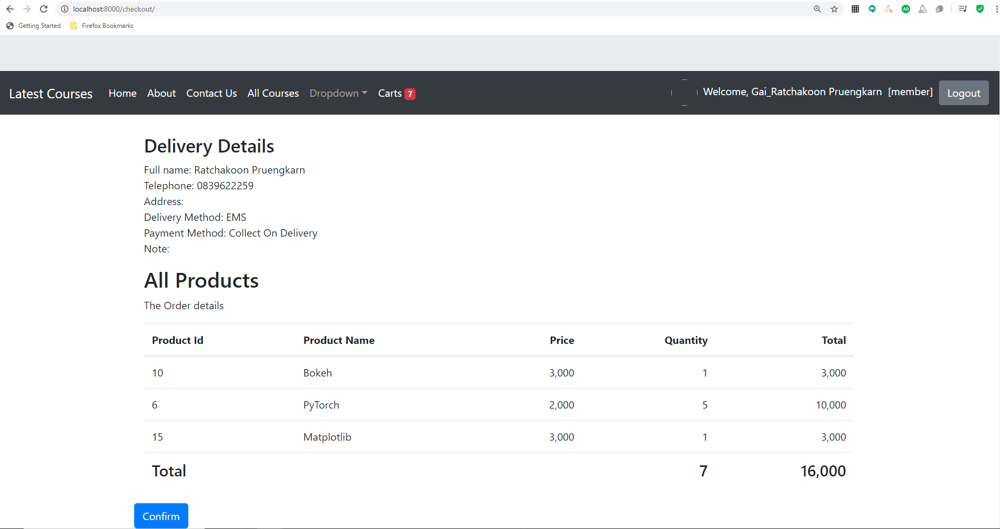 localhost:8000/checkout/
Getting Started Firefox Bookmarks
Latest Courses Home About Contact Us All Courses Dropdown Carts 7 Welcome, Gai_Ratchakoon Pruengkarn [member] Logout
Delivery Details
Full name: Ratchakoon Pruengkarn
Telephone: 0839622259
Address:
Delivery Method: EMS
Payment Method: Collect On Delivery
Note:
All Products
The Order details
Product Id Product Name Price Quantity Total
10 Bokeh 3,000 1 3,000
6 PyTorch 2,000 5 10,000
15 Matplotlib 3,000 1 3,000
Total 7 16,000
Confirm